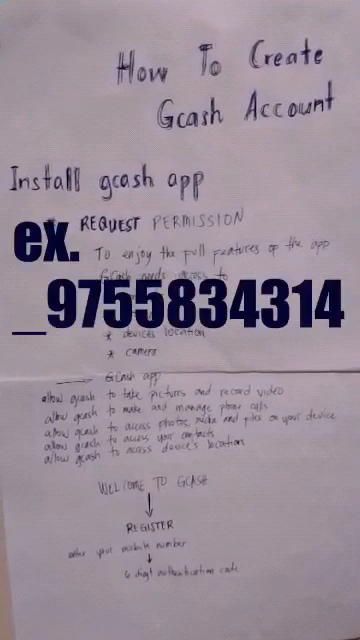 How To Create
Gcash Account
Install gcash app
REQUEST PERMISSION
ex.
To enjoy the full features of the app
Gcash needs access to
_9755834314
* devices location
* camera
GCash app
allow gcash to take pictures and record video
allow gcash to make and manage phone calls
allow gcash to access photos, media and files on your device
allow gcash to access your contacts
allow gcash to access device's location
WELCOME TO GCASH
REGISTER
enter your mobile number
6 digit authentication code